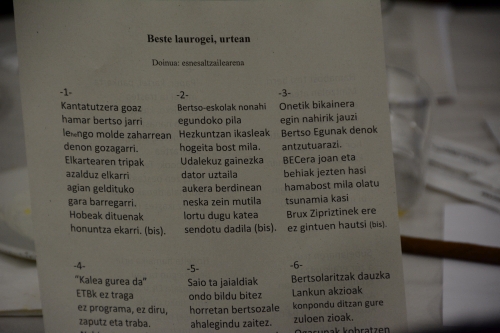 Beste laurogei, urtean
Doinua: esnesaltzailearena
-1-
Kantatutzera goaz
hamar bertso jarri
lehengo molde zaharrean
denon gozagarri.
Elkartearen tripak
azalduz elkarri
agian geldituko
gara barregarri.
Hobeak dituenak
honuntza ekarri. (bis).
-2-
Bertso-eskolak nonahi
egundoko pila
Hezkuntzan ikasleak
hogeita bost mila.
Udalekuz gainezka
dator uztaila
aukera berdinean
neska zein mutila
lortu dugu katea
sendotu dadila (bis).
-3-
Onetik bikainera
egin nahirik jauzi
Bertso Egunak denok
antzutuarazi.
BECera joan eta
behiak jezten hasi
hamabost mila olatu
tsunamia kasi
Brux Zipriztinek ere
ez gintuen hautsi (bis).
-4-
"Kalea gurea da"
ETBk ez traga
ez programa, ez diru,
zaputz eta traba.
-5-
Saio ta jaialdiak
ondo bildu bitez
horretan bertsozale
ahalegindu zaitez.
-6-
Bertsolaritzak dauzka
Lankun akzioak
konpondu ditzan gure
zuloen zioak.